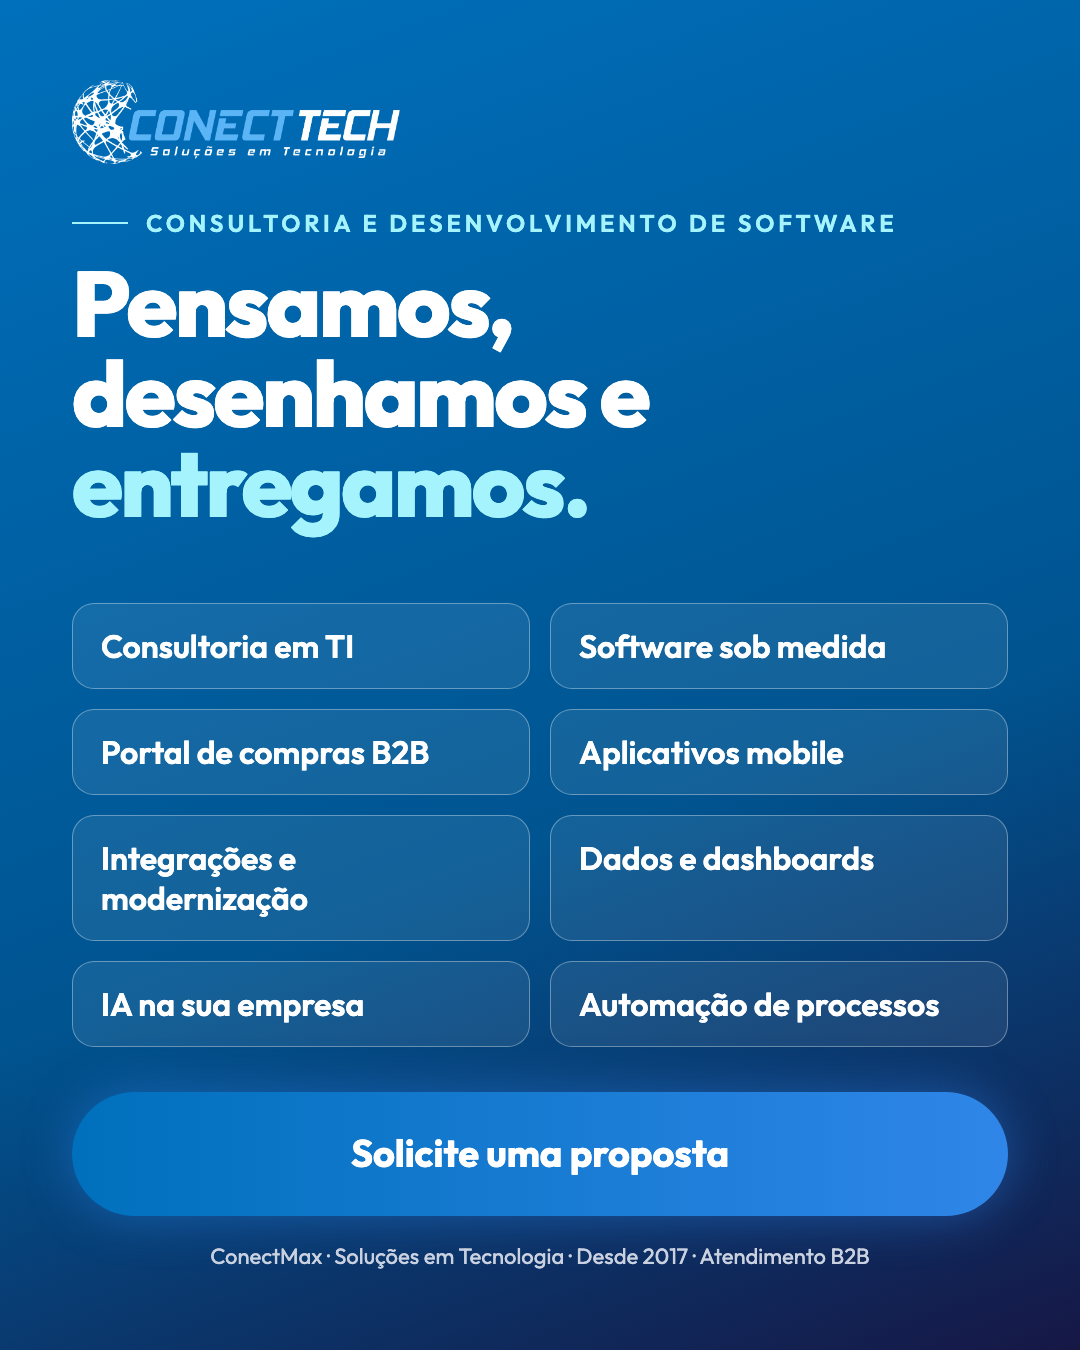 CONECTTECH
Soluções em Tecnologia
CONSULTORIA E DESENVOLVIMENTO DE SOFTWARE
Pensamos,
desenhamos e
entregamos.
Consultoria em TI
Software sob medida
Portal de compras B2B
Aplicativos mobile
Integrações e
modernização
Dados e dashboards
IA na sua empresa
Automação de processos
Solicite uma proposta
ConectMax · Soluções em Tecnologia · Desde 2017 · Atendimento B2B